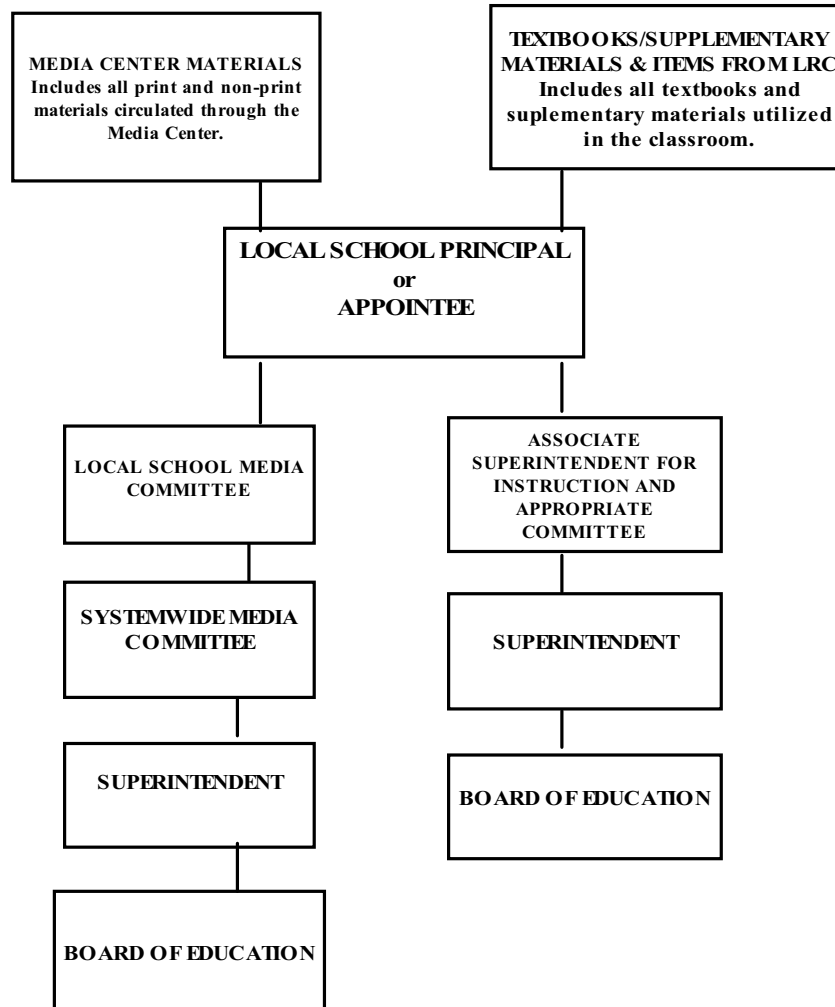 MEDIA CENTER MATERIALS
Includes all print and non-print
materials circulated through the
Media Center.
TEXTBOOKS/SUPPLEMENTARY
MATERIALS & ITEMS FROM LRC
Includes all textbooks and
suplementary materials utilized
in the classroom.
LOCAL SCHOOL PRINCIPAL
or
APPOINTEE
LOCAL SCHOOL MEDIA
COMMITTEE
SYSTEMWIDE MEDIA
COMMITTEE
SUPERINTENDENT
BOARD OF EDUCATION
ASSOCIATE
SUPERINTENDENT FOR
INSTRUCTION AND
APPROPRIATE
COMMITTEE
SUPERINTENDENT
BOARD OF EDUCATION